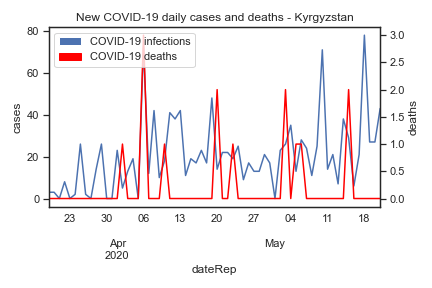 New COVID-19 daily cases and deaths - Kyrgyzstan
COVID-19 infections
COVID-19 deaths
80
60
40
20
0
cases
3.0
2.5
2.0
1.5
1.0
0.5
0.0
deaths
23 30 06 13 20 27 04 11 18
Apr May
2020
dateRep